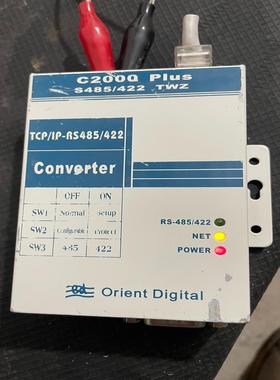 C2000 Plus
S485/422 TWZ
TCP/IP-RS485/422
Converter
OFF ON
SW1 Normal Setup
SW2 Configurable
SW3 485 422
RS-485/422
NET
POWER
Orient Digital